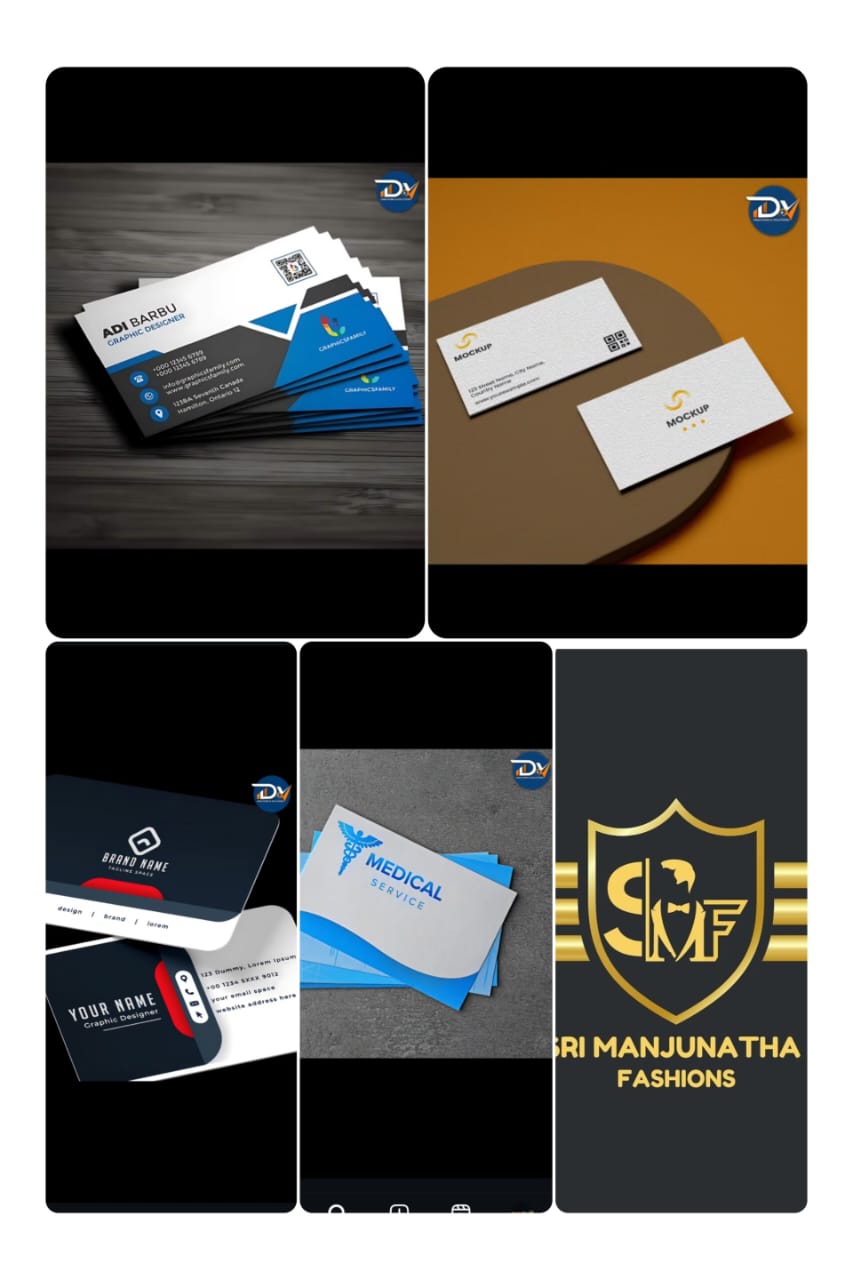 DV
ADI BARBU
GRAPHIC DESIGNER
+000 12345 6789
+000 12345 6789
info@graphicsfamily.com
www.graphicsfamily.com
123BA Seventh Canada
Hamilton, Ontario 12
GRAPHICSFAMILY
GRAPHICSFAMILY
DV
MOCKUP
123 Street Name, City Name,
Country Name
MOCKUP
DV
BRAND NAME
TAGLINE SPACE
design / brand / lorem
YOUR NAME
Graphic Designer
123 Dummy, Lorem Ipsum
+00 1234 5XXX 9012
your email space
website address here
DV
MEDICAL
SERVICE
SMF
SRI MANJUNATHA
FASHIONS